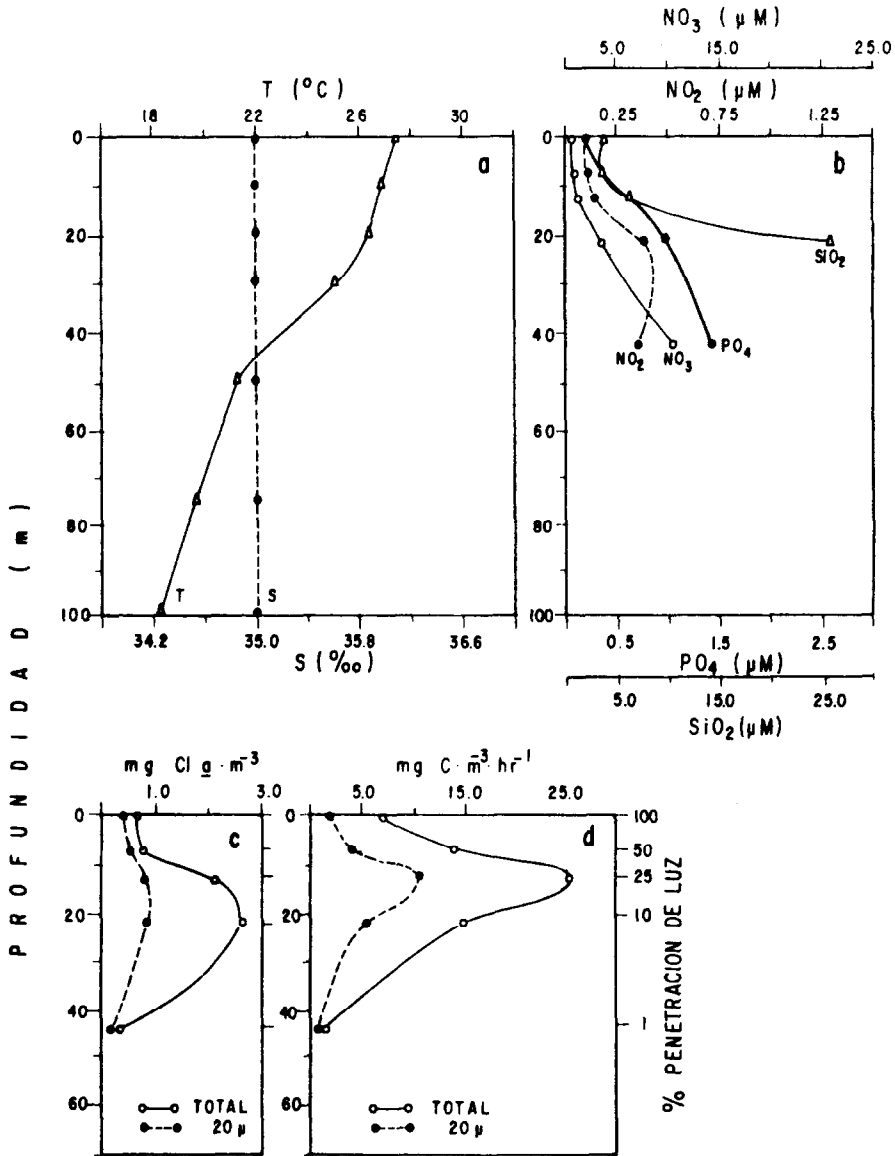 NO3 (μM)
5.0 15.0 25.0
T (°C)
NO2 (μM)
18 22 28 32
0.25 0.75 1.25
0 20 40 60 80 100
a
T S
0 20 40 60 80 100
b
SiO2
NO2 NO3 PO4
34.2 35.0 35.8 36.6
S (‰)
0.5 1.5 2.5
PO4 (μM)
5.0 15.0 25.0
SiO2 (μM)
PROFUNDIDAD (m)
mg Cl a · m⁻³
1.0 3.0
mg C · m⁻³ hr⁻¹
5.0 15.0 25.0
0 20 40 60
c
TOTAL
20 μ
0 20 40 60
d
TOTAL
20 μ
100
50
25
10
1
% PENETRACION DE LUZ